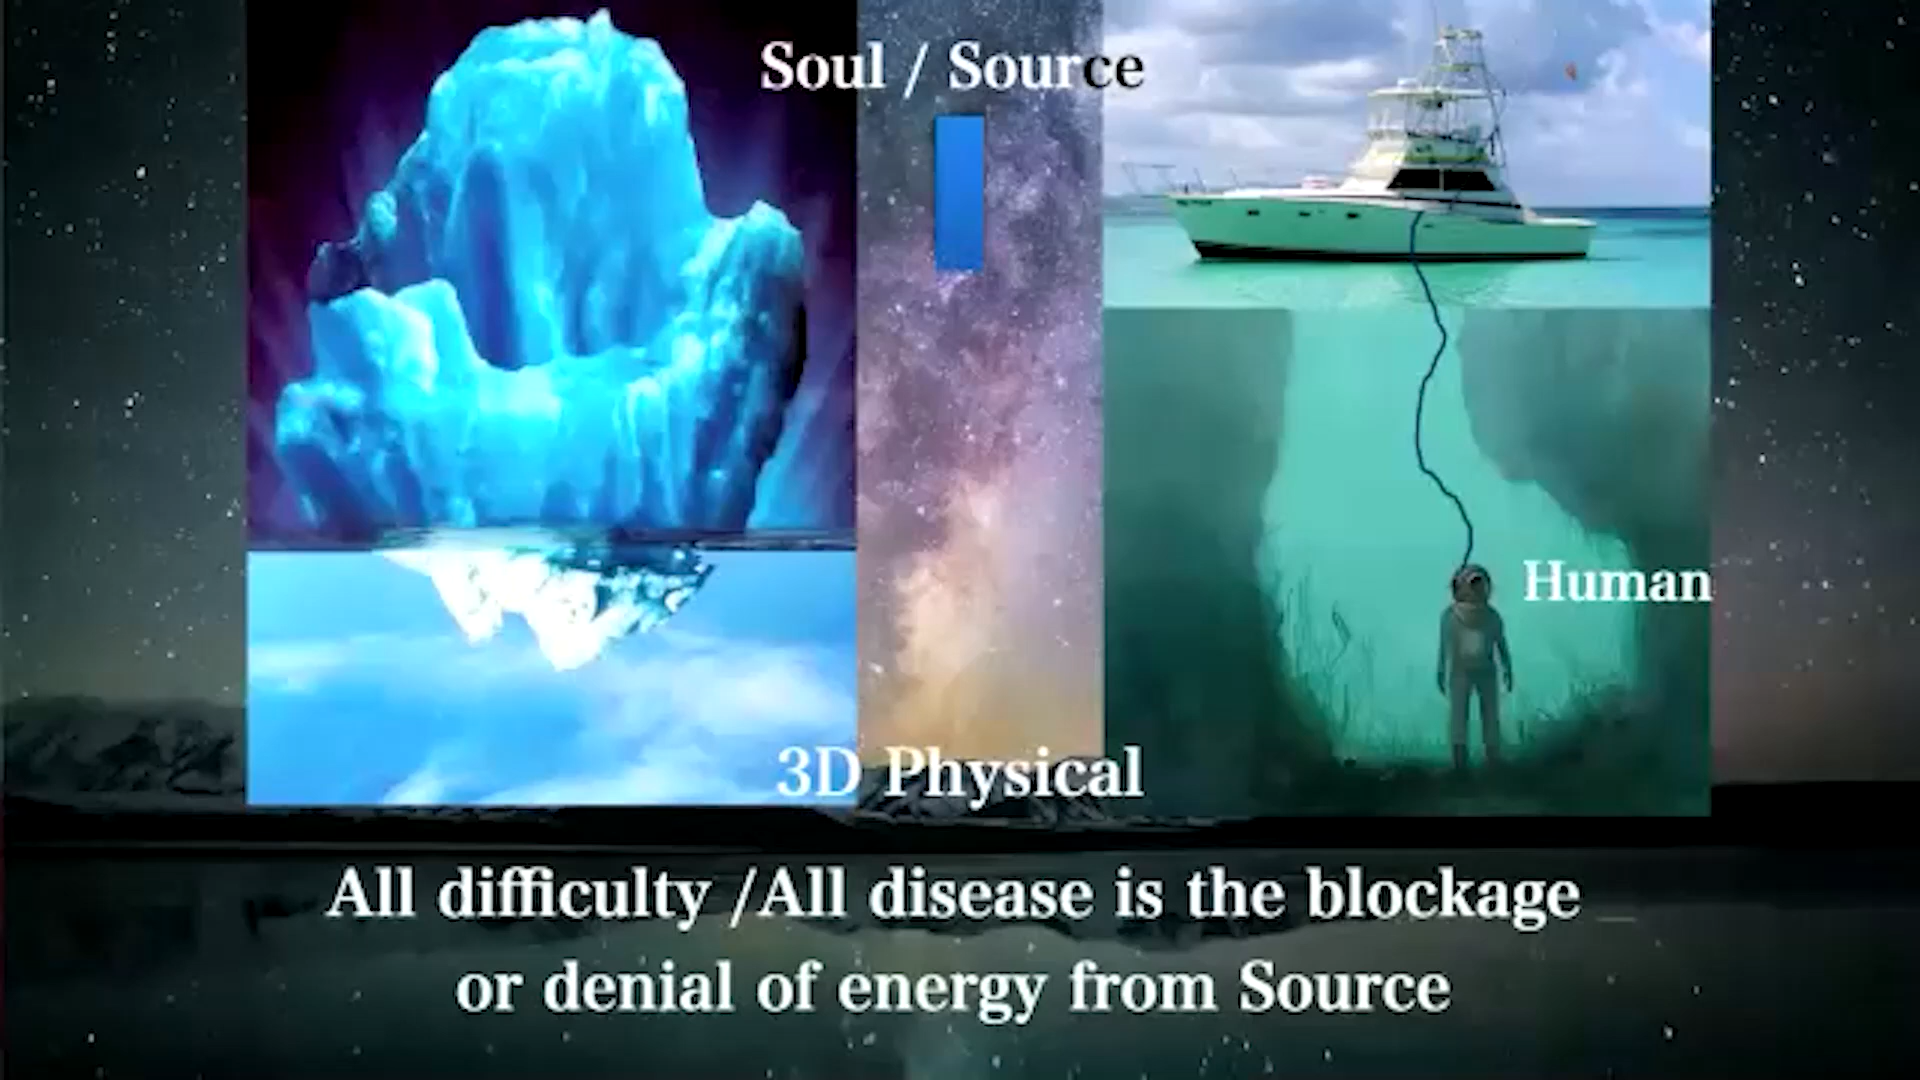 Soul / Source
Human
3D Physical
All difficulty /All disease is the blockage
or denial of energy from Source